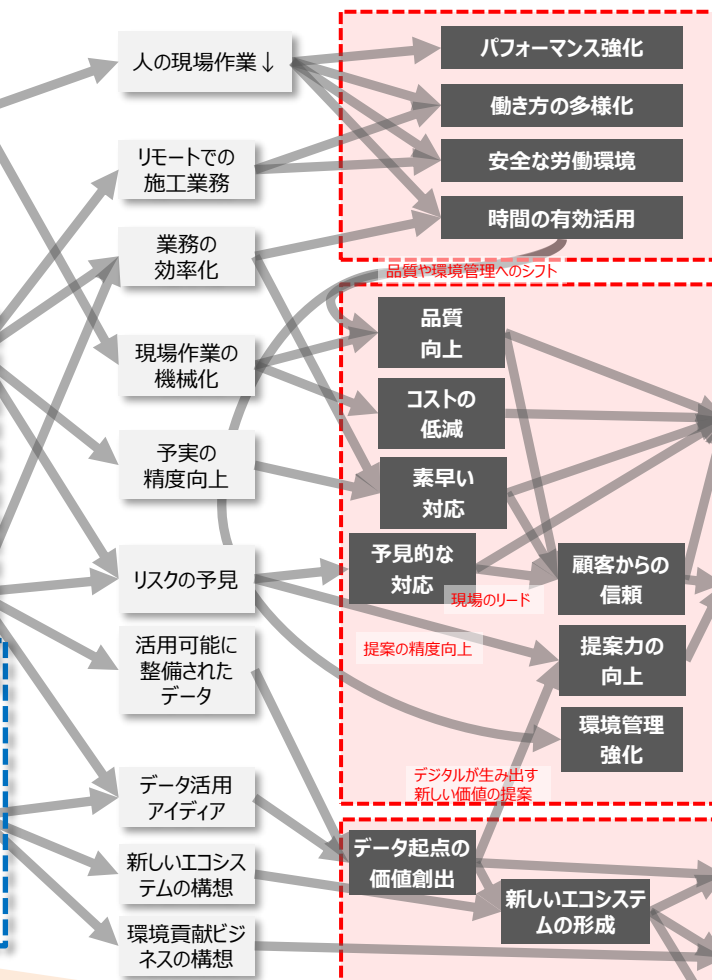 人の現場作業↓
リモートでの
施工業務
業務の
効率化
現場作業の
機械化
予実の
精度向上
リスクの予見
活用可能に
整備された
データ
データ活用
アイディア
新しいエコシス
テムの構想
環境貢献ビジ
ネスの構想
パフォーマンス強化
働き方の多様化
安全な労働環境
時間の有効活用
品質や環境管理へのシフト
品質
向上
コストの
低減
素早い
対応
予見的な
対応
現場のリード
顧客からの
信頼
提案の精度向上
提案力の
向上
環境管理
強化
デジタルが生み出す
新しい価値の提案
データ起点の
価値創出
新しいエコシステ
ムの形成